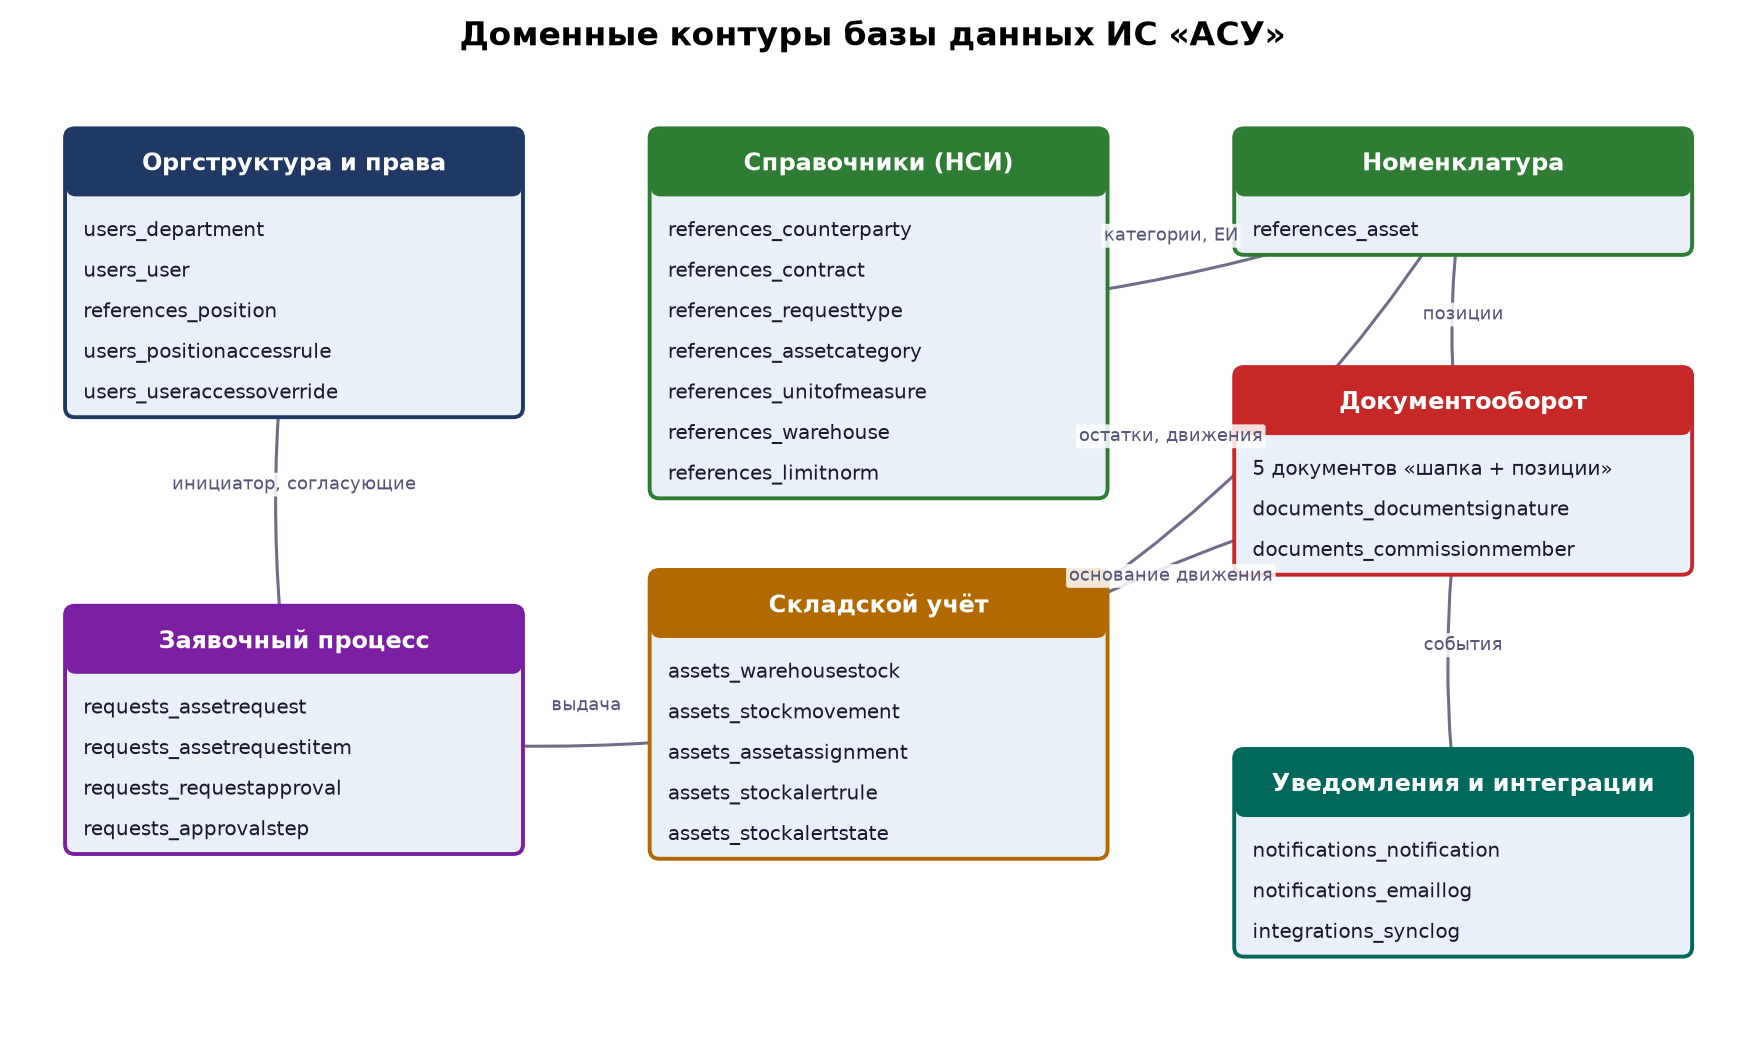 Доменные контуры базы данных ИС «АСУ»
Оргструктура и права
users_department
users_user
references_position
users_positionaccessrule
users_useraccessoverride
Справочники (НСИ)
references_counterparty
references_contract
references_requesttype
references_assetcategory
references_unitofmeasure
references_warehouse
references_limitnorm
категории, ЕИ
Номенклатура
references_asset
позиции
остатки, движения
Документооборот
5 документов «шапка + позиции»
documents_documentsignature
documents_commissionmember
инициатор, согласующие
основание движения
Заявочный процесс
requests_assetrequest
requests_assetrequestitem
requests_requestapproval
requests_approvalstep
выдача
Складской учёт
assets_warehousestock
assets_stockmovement
assets_assetassignment
assets_stockalertrule
assets_stockalertstate
события
Уведомления и интеграции
notifications_notification
notifications_emaillog
integrations_synclog